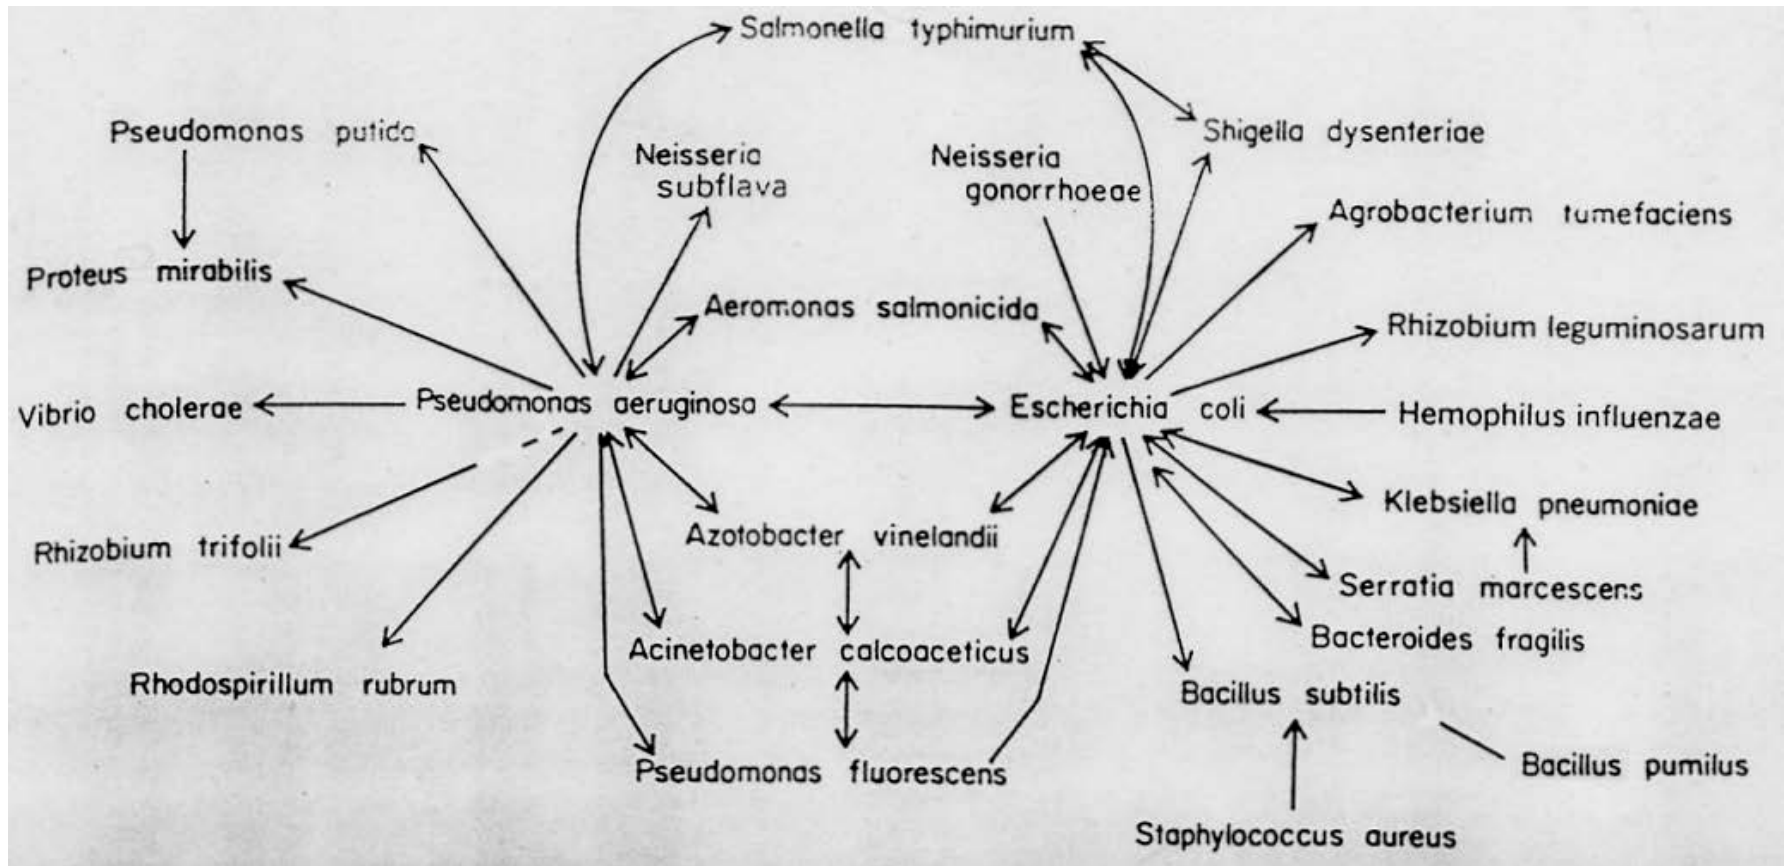 Salmonella typhimurium
Pseudomonas putida
Neisseria
subflava
Neisseria
gonorrhoeae
Shigella dysenteriae
Agrobacterium tumefaciens
Proteus mirabilis
Aeromonas salmonicida
Rhizobium leguminosarum
Vibrio cholerae
Pseudomonas aeruginosa
Escherichia coli
Hemophilus influenzae
Klebsiella pneumoniae
Rhizobium trifolii
Azotobacter vinelandii
Serratia marcescens
Bacteroides fragilis
Acinetobacter calcoaceticus
Rhodospirillum rubrum
Bacillus subtilis
Pseudomonas fluorescens
Bacillus pumilus
Staphylococcus aureus